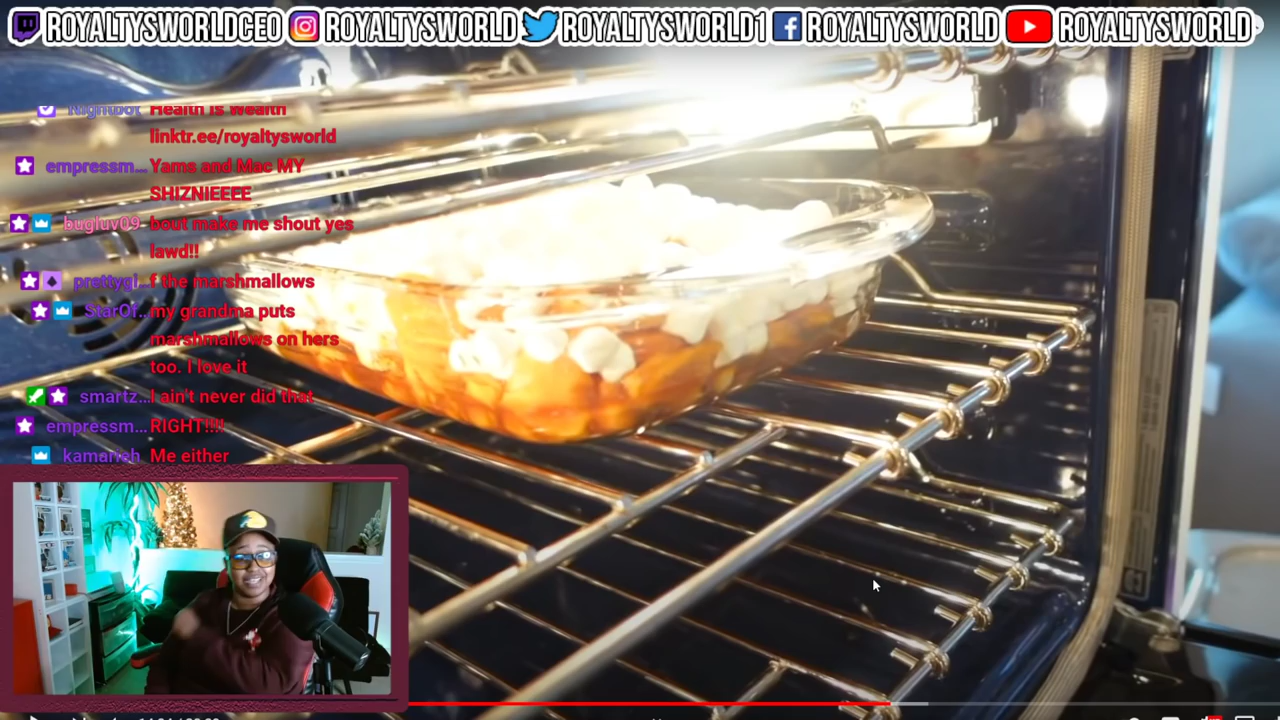 ROYALTYSWORLDCEO ROYALTYSWORLD ROYALTYSWORLD1 ROYALTYSWORLD ROYALTYSWORLD
Nightbot Health is wealth
linktr.ee/royaltysworld
empressm... Yams and Mac MY
SHIZNIEEEE
bugluv09 bout make me shout yes
lawd!!
prettygi... f the marshmallows
StarOf... my grandma puts
marshmallows on hers
too. I love it
smartz... I ain't never did that
empressm... RIGHT!!!!
kamarieh Me either